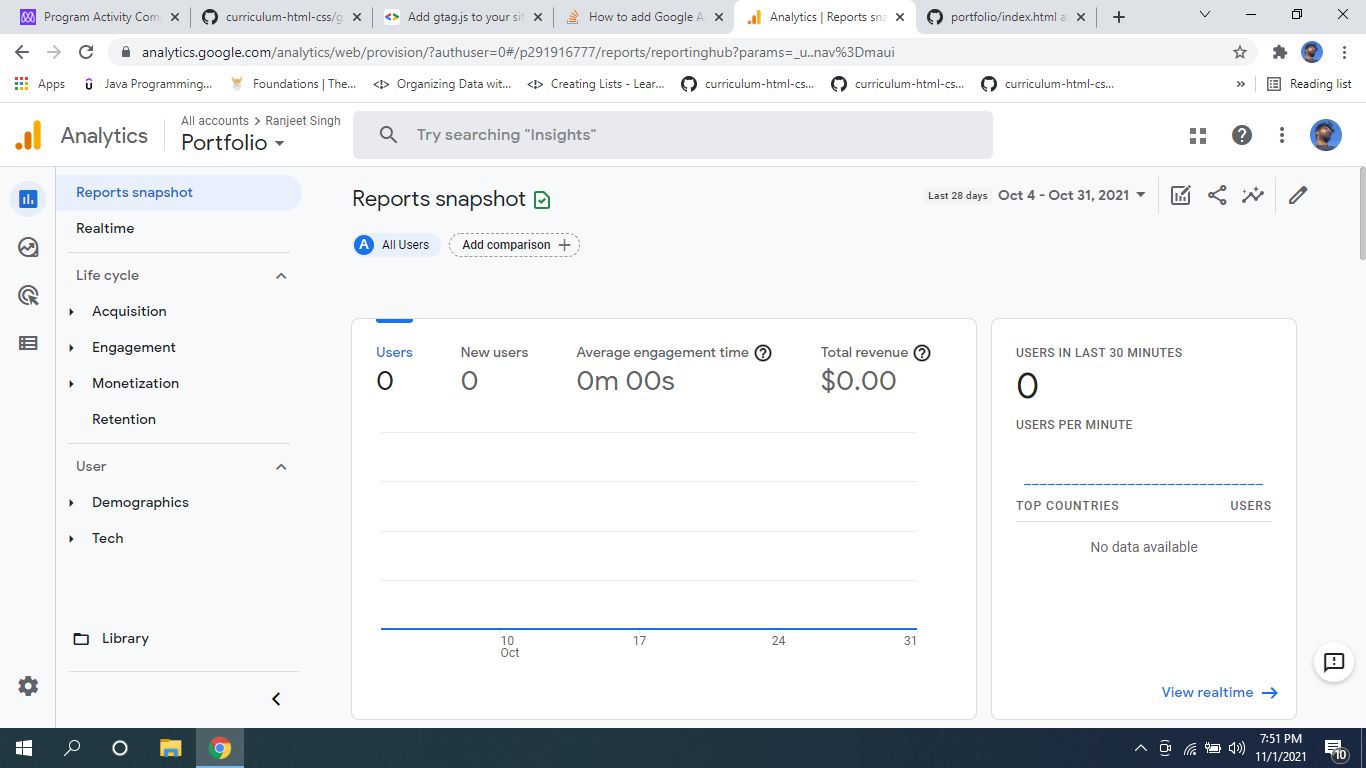 Program Activity Com
curriculum-html-css/g
Add gtag.js to your sit
How to add Google A
Analytics | Reports sna
portfolio/index.html a
analytics.google.com/analytics/web/provision/?authuser=0#/p291916777/reports/reportinghub?params=_u..nav%3Dmaui
Apps
Java Programming...
Foundations | The...
Organizing Data wit...
Creating Lists - Lear...
curriculum-html-cs...
curriculum-html-cs...
curriculum-html-cs...
»
Reading list
Analytics
All accounts > Ranjeet Singh
Portfolio
Try searching "Insights"
Reports snapshot
Realtime
Life cycle
Acquisition
Engagement
Monetization
Retention
User
Demographics
Tech
Library
Reports snapshot
Last 28 days Oct 4 - Oct 31, 2021
A All Users
Add comparison +
Users
0
New users
0
Average engagement time
0m 00s
Total revenue
$0.00
10
Oct
17
24
31
USERS IN LAST 30 MINUTES
0
USERS PER MINUTE
TOP COUNTRIES USERS
No data available
View realtime
7:51 PM
11/1/2021
10